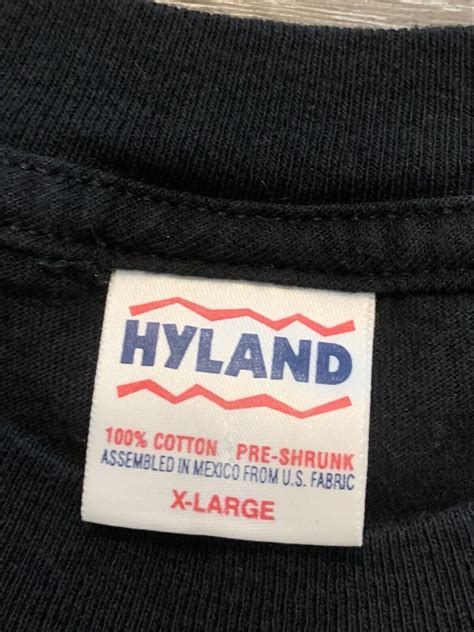 HYLAND
100% COTTON PRE-SHRUNK
ASSEMBLED IN MEXICO FROM U.S. FABRIC
X-LARGE